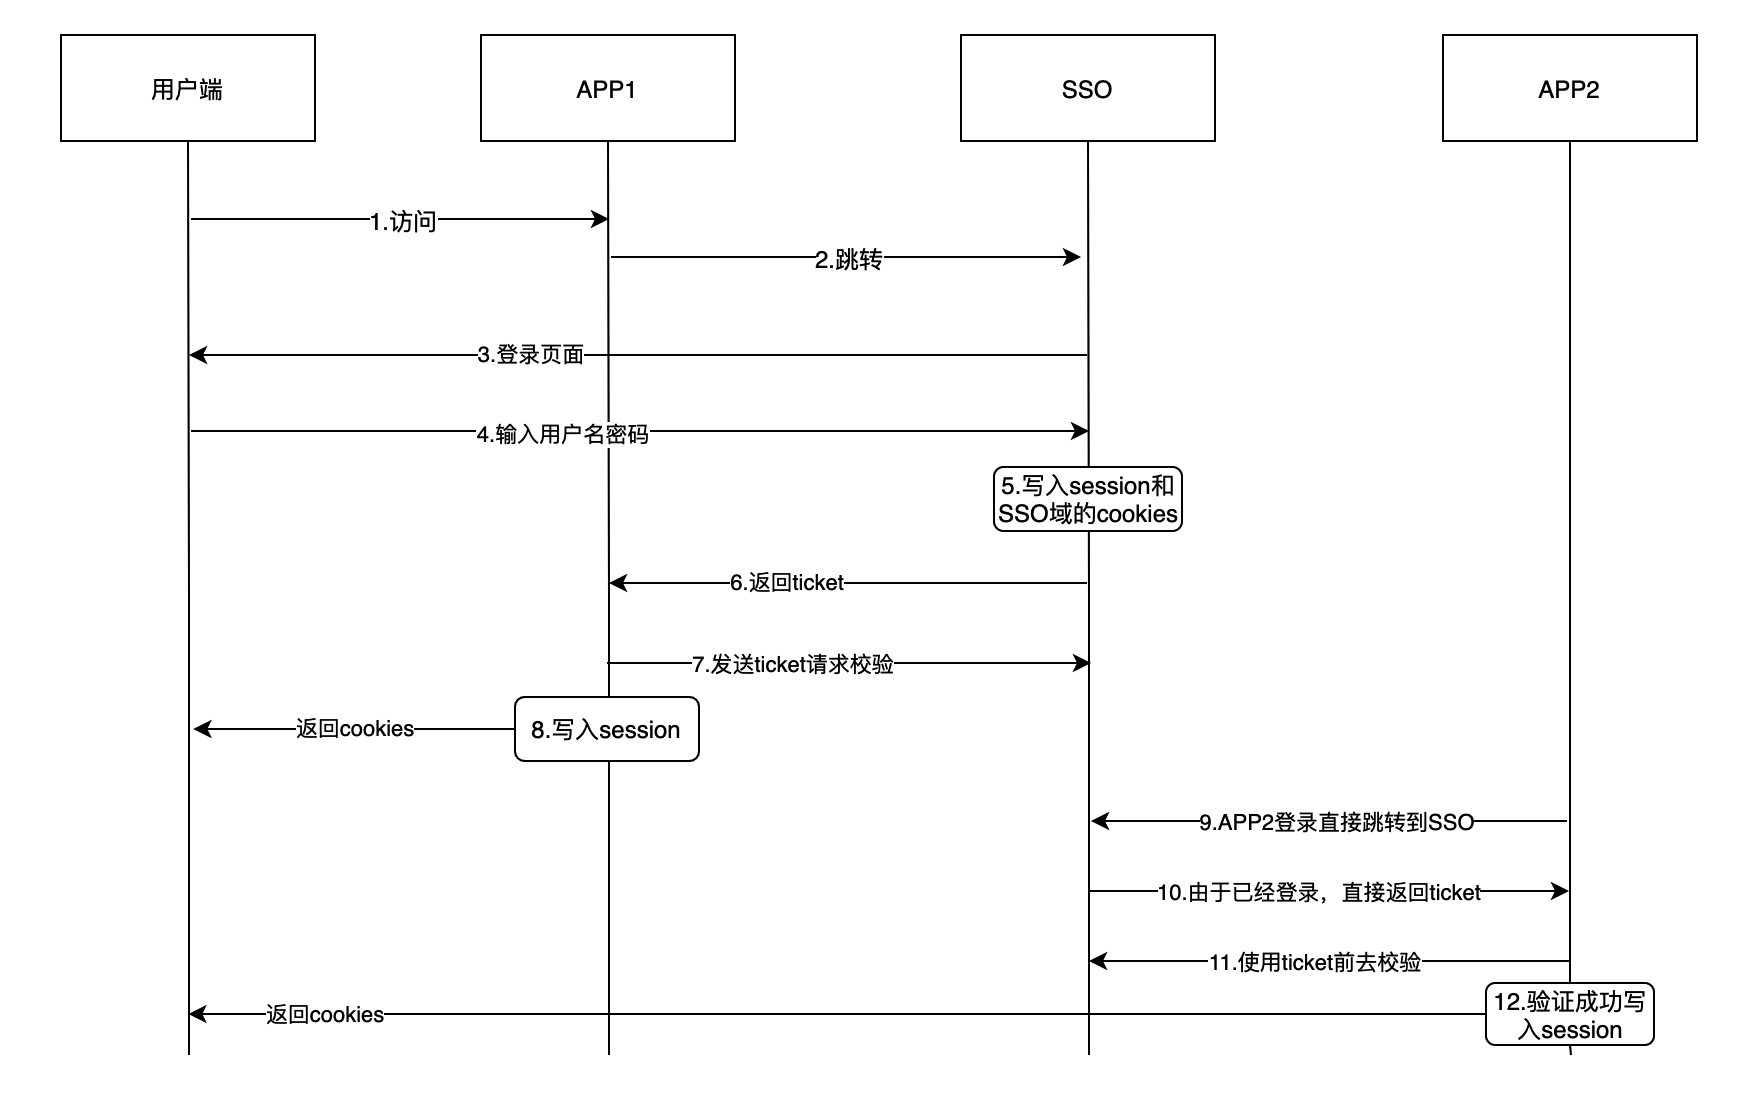 用户端
APP1
SSO
APP2
1.访问
2.跳转
3.登录页面
4.输入用户名密码
5.写入session和
SSO域的cookies
6.返回ticket
7.发送ticket请求校验
返回cookies
8.写入session
9.APP2登录直接跳转到SSO
10.由于已经登录，直接返回ticket
11.使用ticket前去校验
12.验证成功写
入session
返回cookies